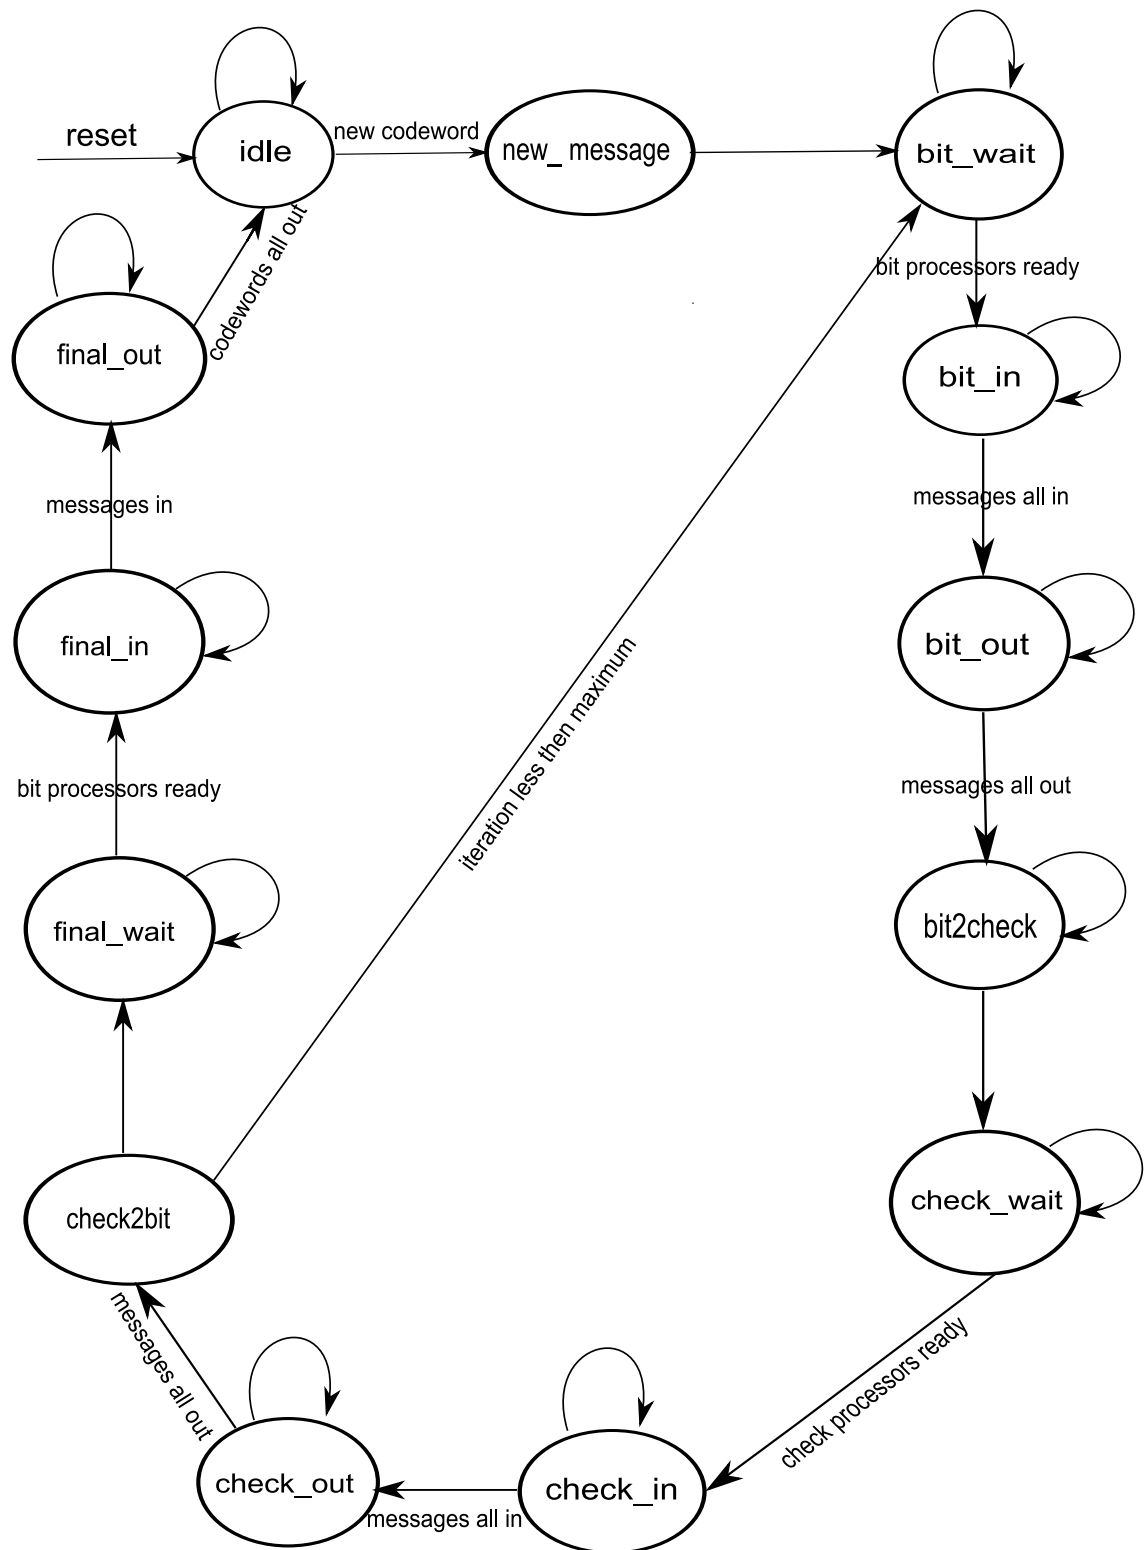 reset
idle
new codeword
new_ message
bit_wait
codewords all out
bit processors ready
final_out
bit_in
messages in
messages all in
final_in
bit_out
iteration less then maximum
bit processors ready
messages all out
final_wait
bit2check
check2bit
check_wait
messages all out
check processors ready
check_out
messages all in
check_in